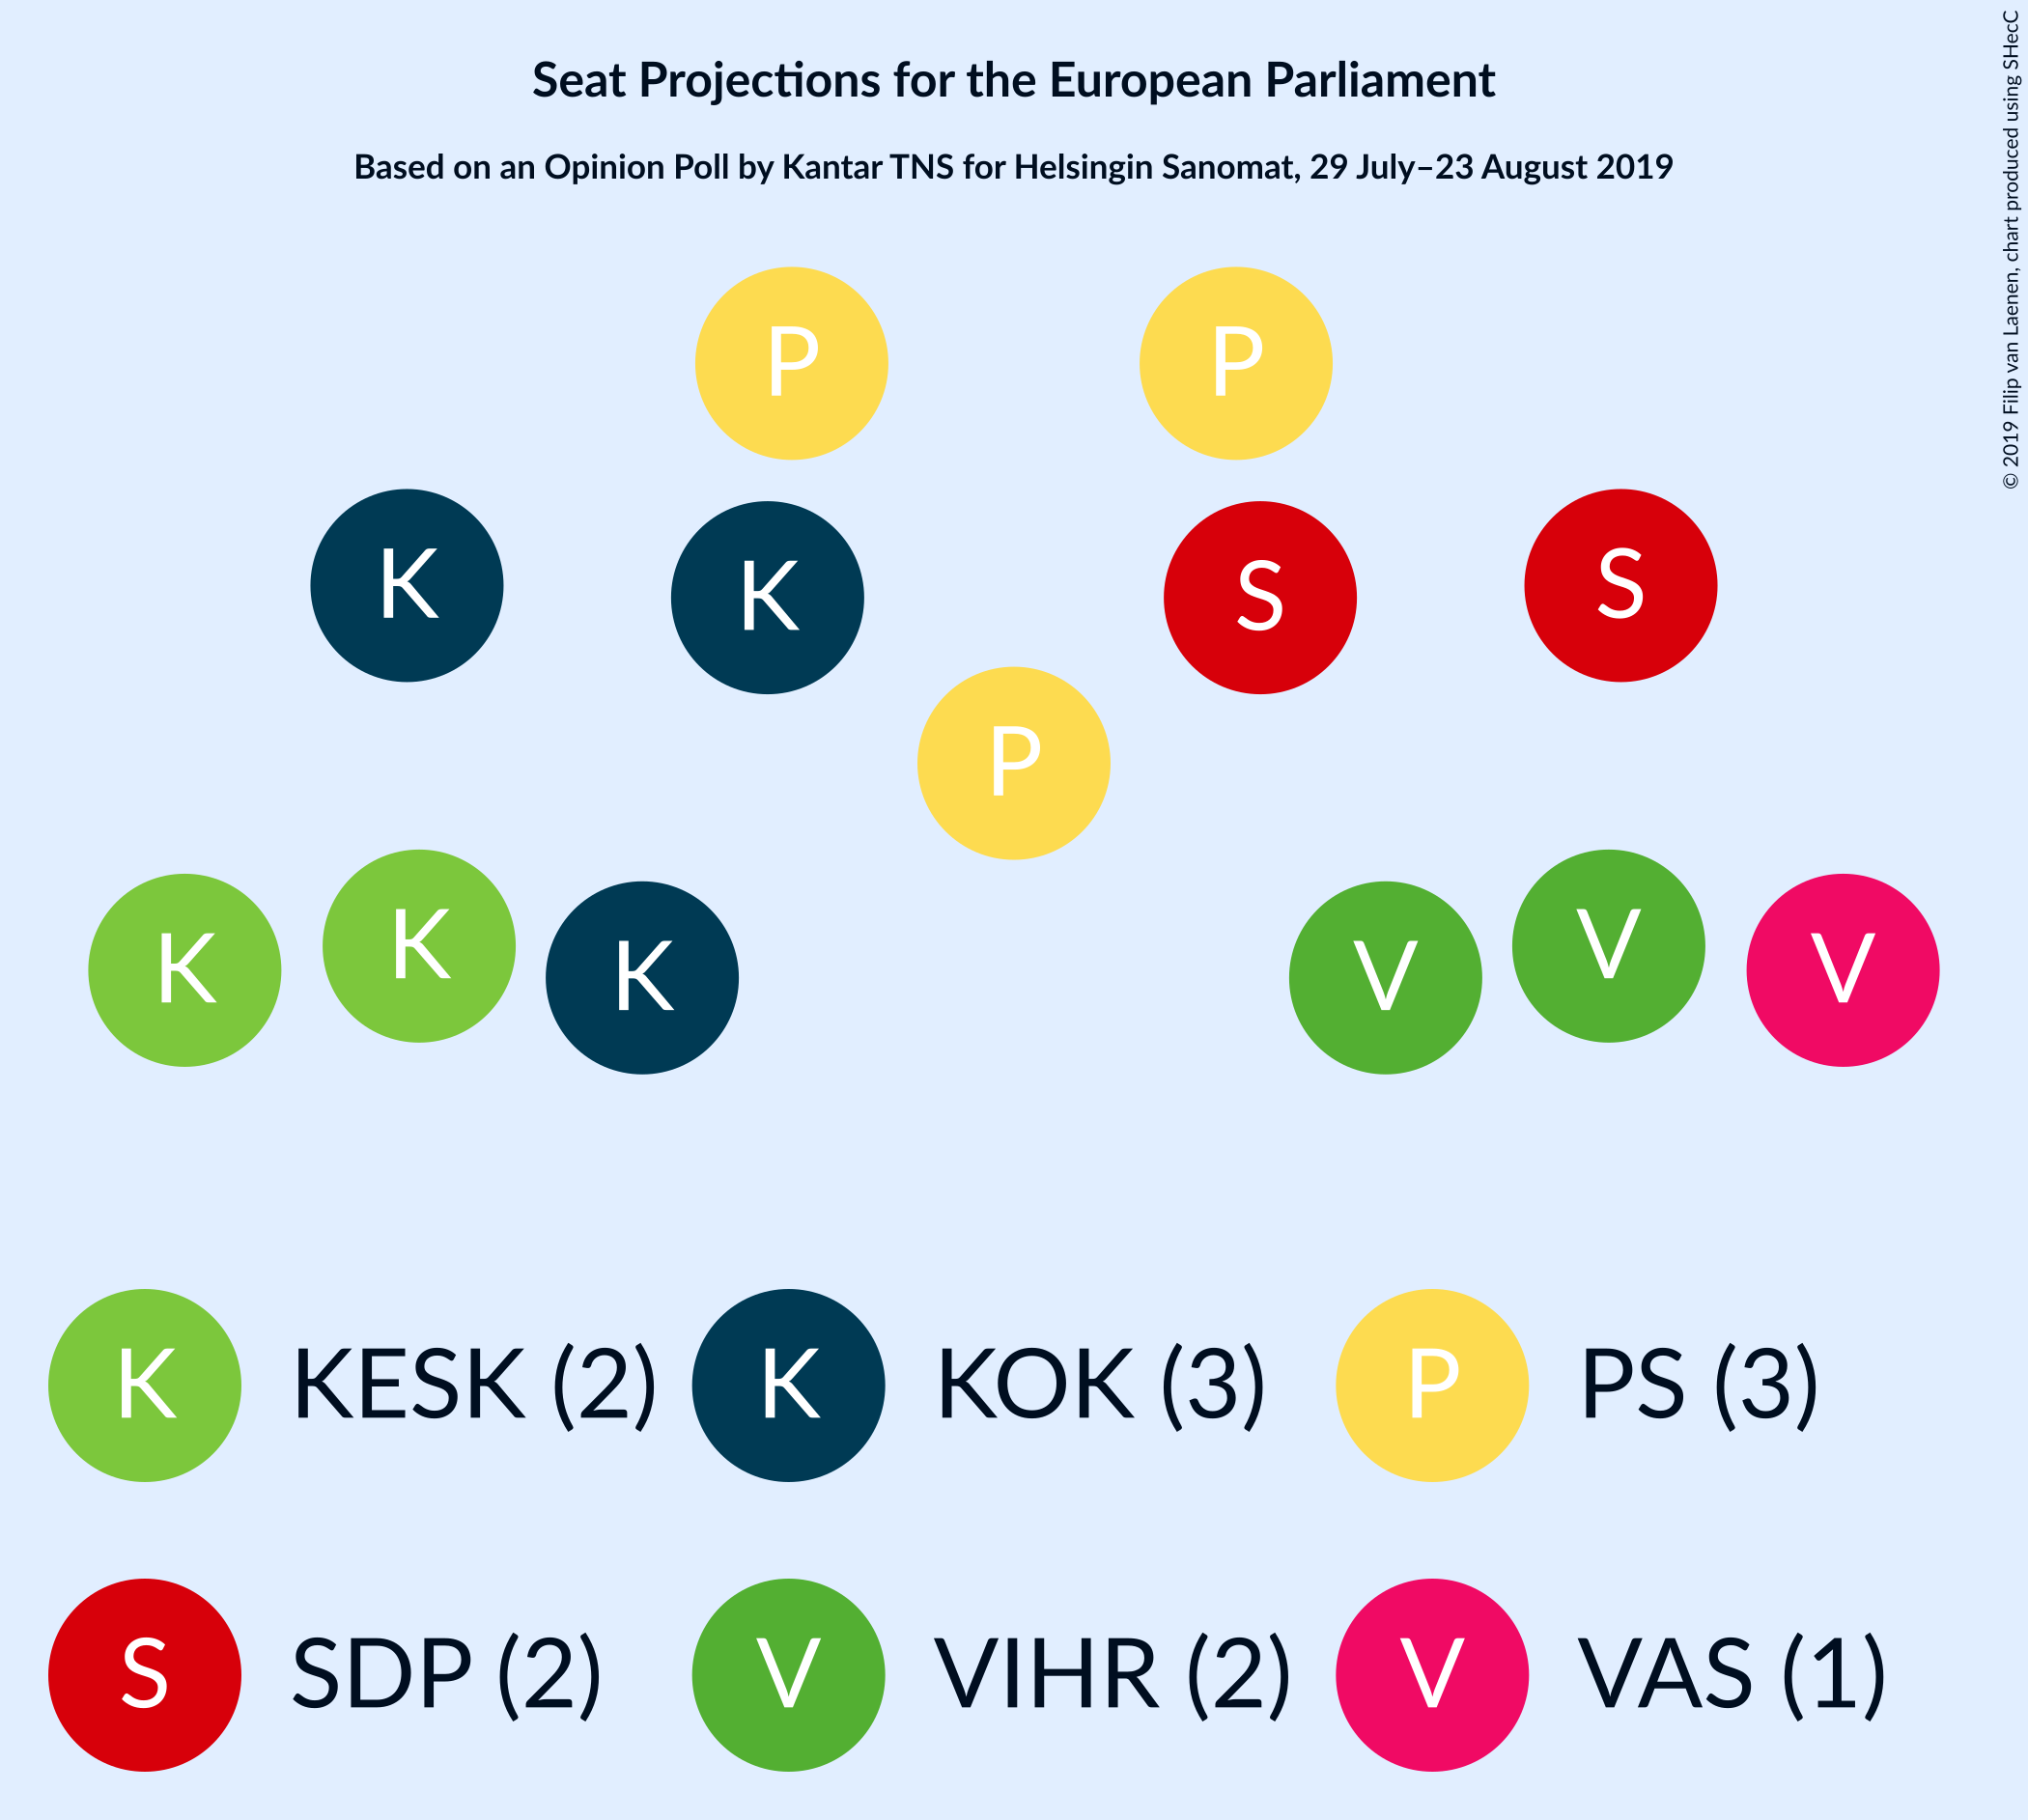 Seat Projections for the European Parliament
Based on an Opinion Poll by Kantar TNS for Helsingin Sanomat, 29 July–23 August 2019
© 2019 Filip van Laenen, chart produced using SHecC
P P
K K S S
P
K K K V V V
K KESK (2) K KOK (3) P PS (3)
S SDP (2) V VIHR (2) V VAS (1)